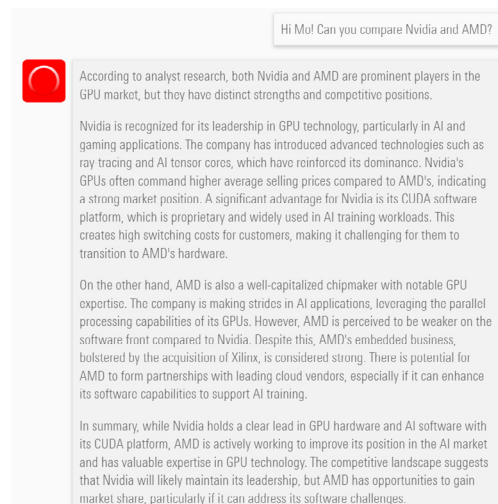 Hi Mo! Can you compare Nvidia and AMD?
According to analyst research, both Nvidia and AMD are prominent players in the
GPU market, but they have distinct strengths and competitive positions.
Nvidia is recognized for its leadership in GPU technology, particularly in AI and
gaming applications. The company has introduced advanced technologies such as
ray tracing and AI tensor cores, which have reinforced its dominance. Nvidia's
GPUs often command higher average selling prices compared to AMD's, indicating
a strong market position. A significant advantage for Nvidia is its CUDA software
platform, which is proprietary and widely used in AI training workloads. This
creates high switching costs for customers, making it challenging for them to
transition to AMD's hardware.
On the other hand, AMD is also a well-capitalized chipmaker with notable GPU
expertise. The company is making strides in AI applications, leveraging the parallel
processing capabilities of its GPUs. However, AMD is perceived to be weaker on the
software front compared to Nvidia. Despite this, AMD's embedded business,
bolstered by the acquisition of Xilinx, is considered strong. There is potential for
AMD to form partnerships with leading cloud vendors, especially if it can enhance
its software capabilities to support AI training.
In summary, while Nvidia holds a clear lead in GPU hardware and AI software with
its CUDA platform, AMD is actively working to improve its position in the AI market
and has valuable expertise in GPU technology. The competitive landscape suggests
that Nvidia will likely maintain its leadership, but AMD has opportunities to gain
market share, particularly if it can address its software challenges.